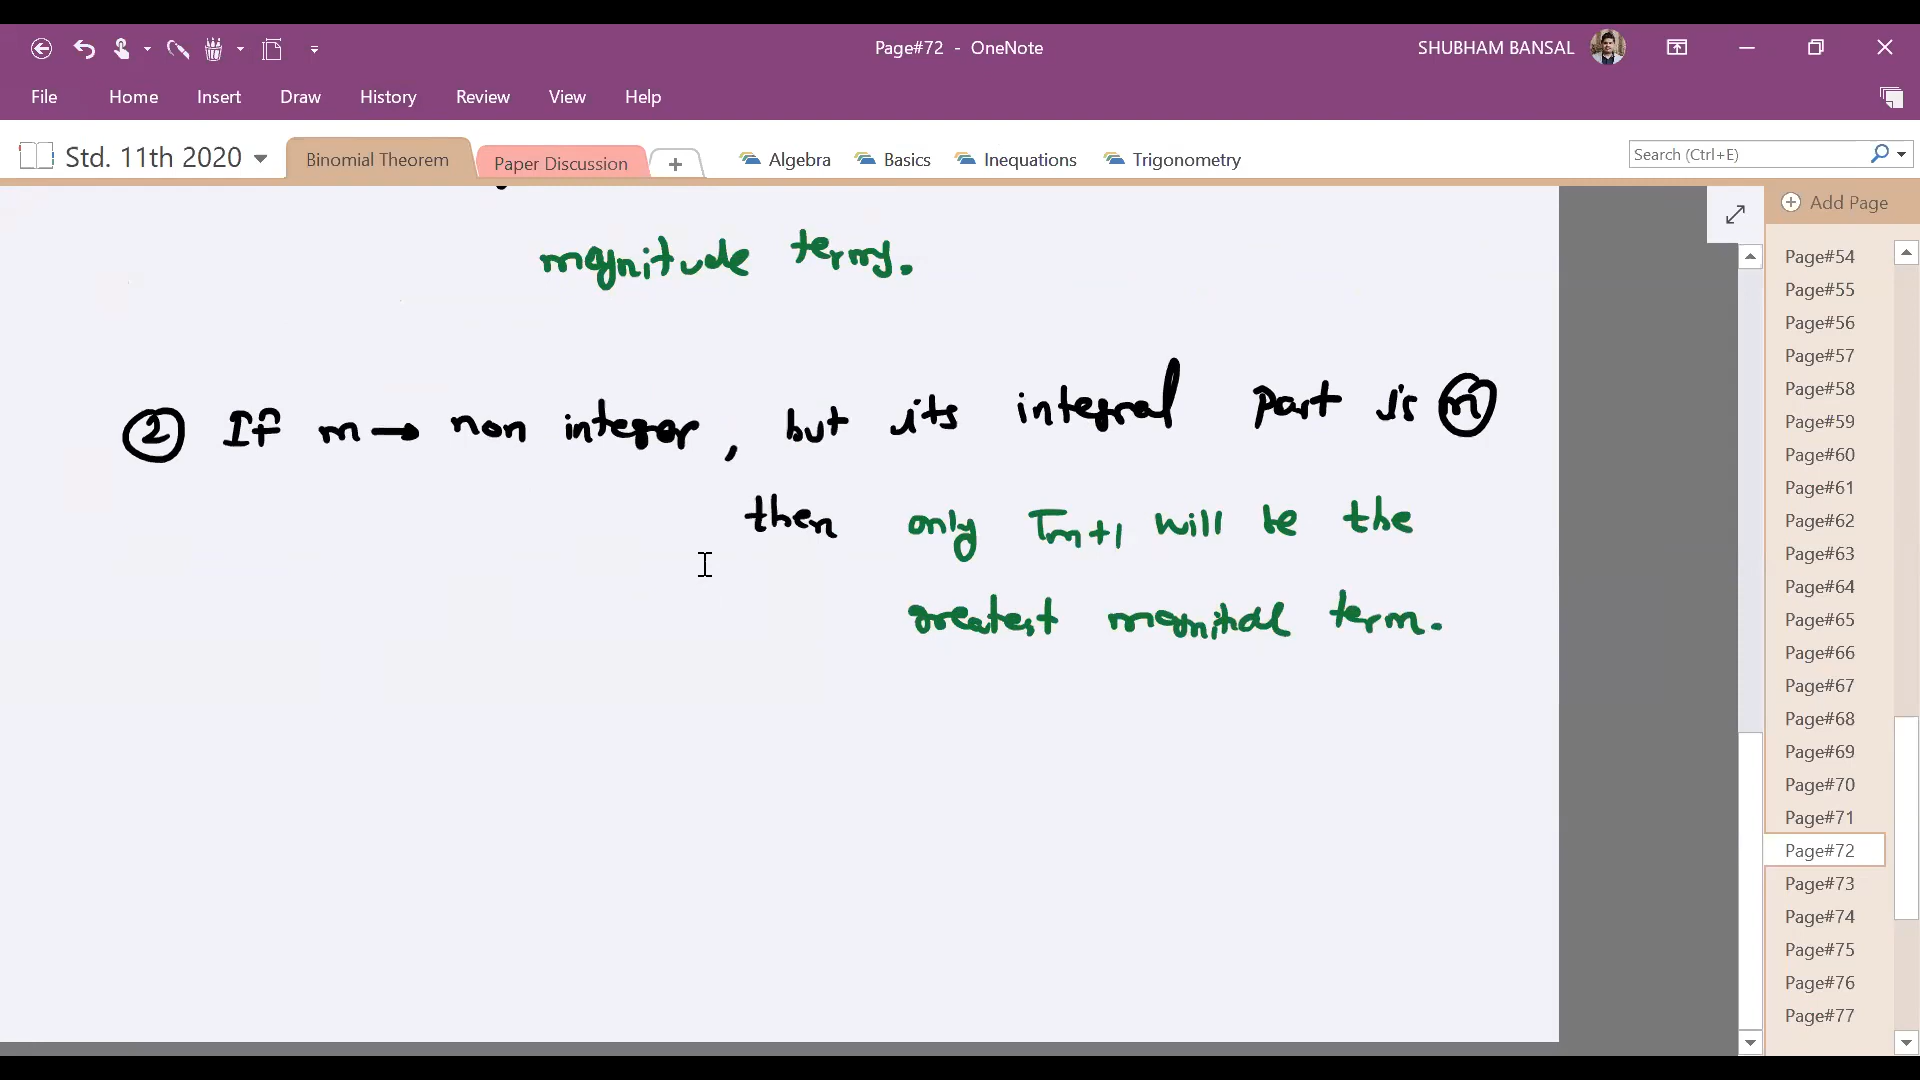 Page#72 - OneNote
SHUBHAM BANSAL
File Home Insert Draw History Review View Help
Std. 11th 2020
Binomial Theorem
Paper Discussion
Algebra
Basics
Inequations
Trigonometry
Search (Ctrl+E)
Add Page
magnitude terms.
② If m → non integer, but its integral part is m
then only Tm+1 will be the
greatest magnitude term.
Page#54
Page#55
Page#56
Page#57
Page#58
Page#59
Page#60
Page#61
Page#62
Page#63
Page#64
Page#65
Page#66
Page#67
Page#68
Page#69
Page#70
Page#71
Page#72
Page#73
Page#74
Page#75
Page#76
Page#77